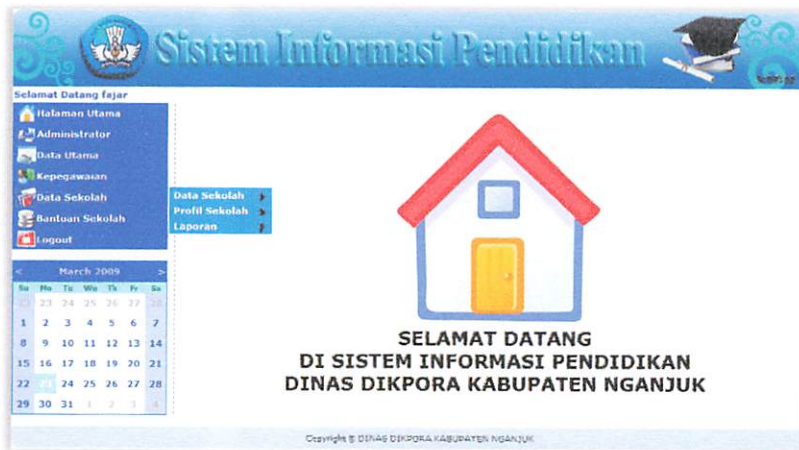 Sistem Informasi Pendidikan
Selamat Datang fajar
Halaman Utama
Administrator
Data Utama
Kepegawaian
Data Sekolah
Bantuan Sekolah
Logout
Data Sekolah
Profil Sekolah
Laporan
< March 2009 >
Su Mo Tu We Th Fr Sa
22 23 24 25 26 27 28
1 2 3 4 5 6 7
8 9 10 11 12 13 14
15 16 17 18 19 20 21
22 23 24 25 26 27 28
29 30 31 1 2 3 4
SELAMAT DATANG
DI SISTEM INFORMASI PENDIDIKAN
DINAS DIKPORA KABUPATEN NGANJUK
Copyright © DINAS DIKPORA KABUPATEN NGANJUK